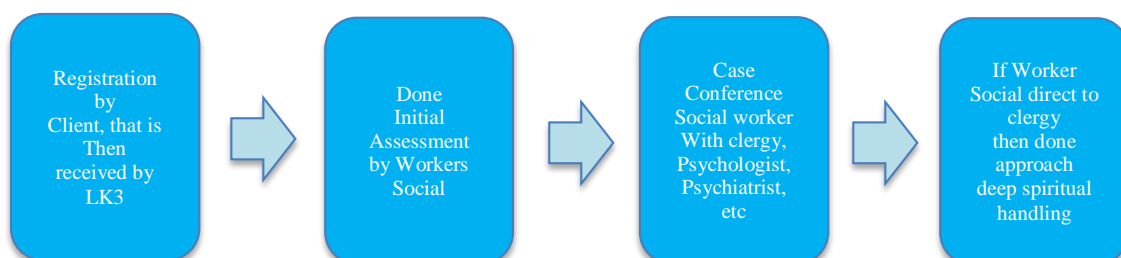 Registration
by
Client, that is
Then
received by
LK3
Done
Initial
Assessment
by Workers
Social
Case
Conference
Social worker
With clergy,
Psychologist,
Psychiatrist,
etc
If Worker
Social direct to
clergy
then done
approach
deep spiritual
handling